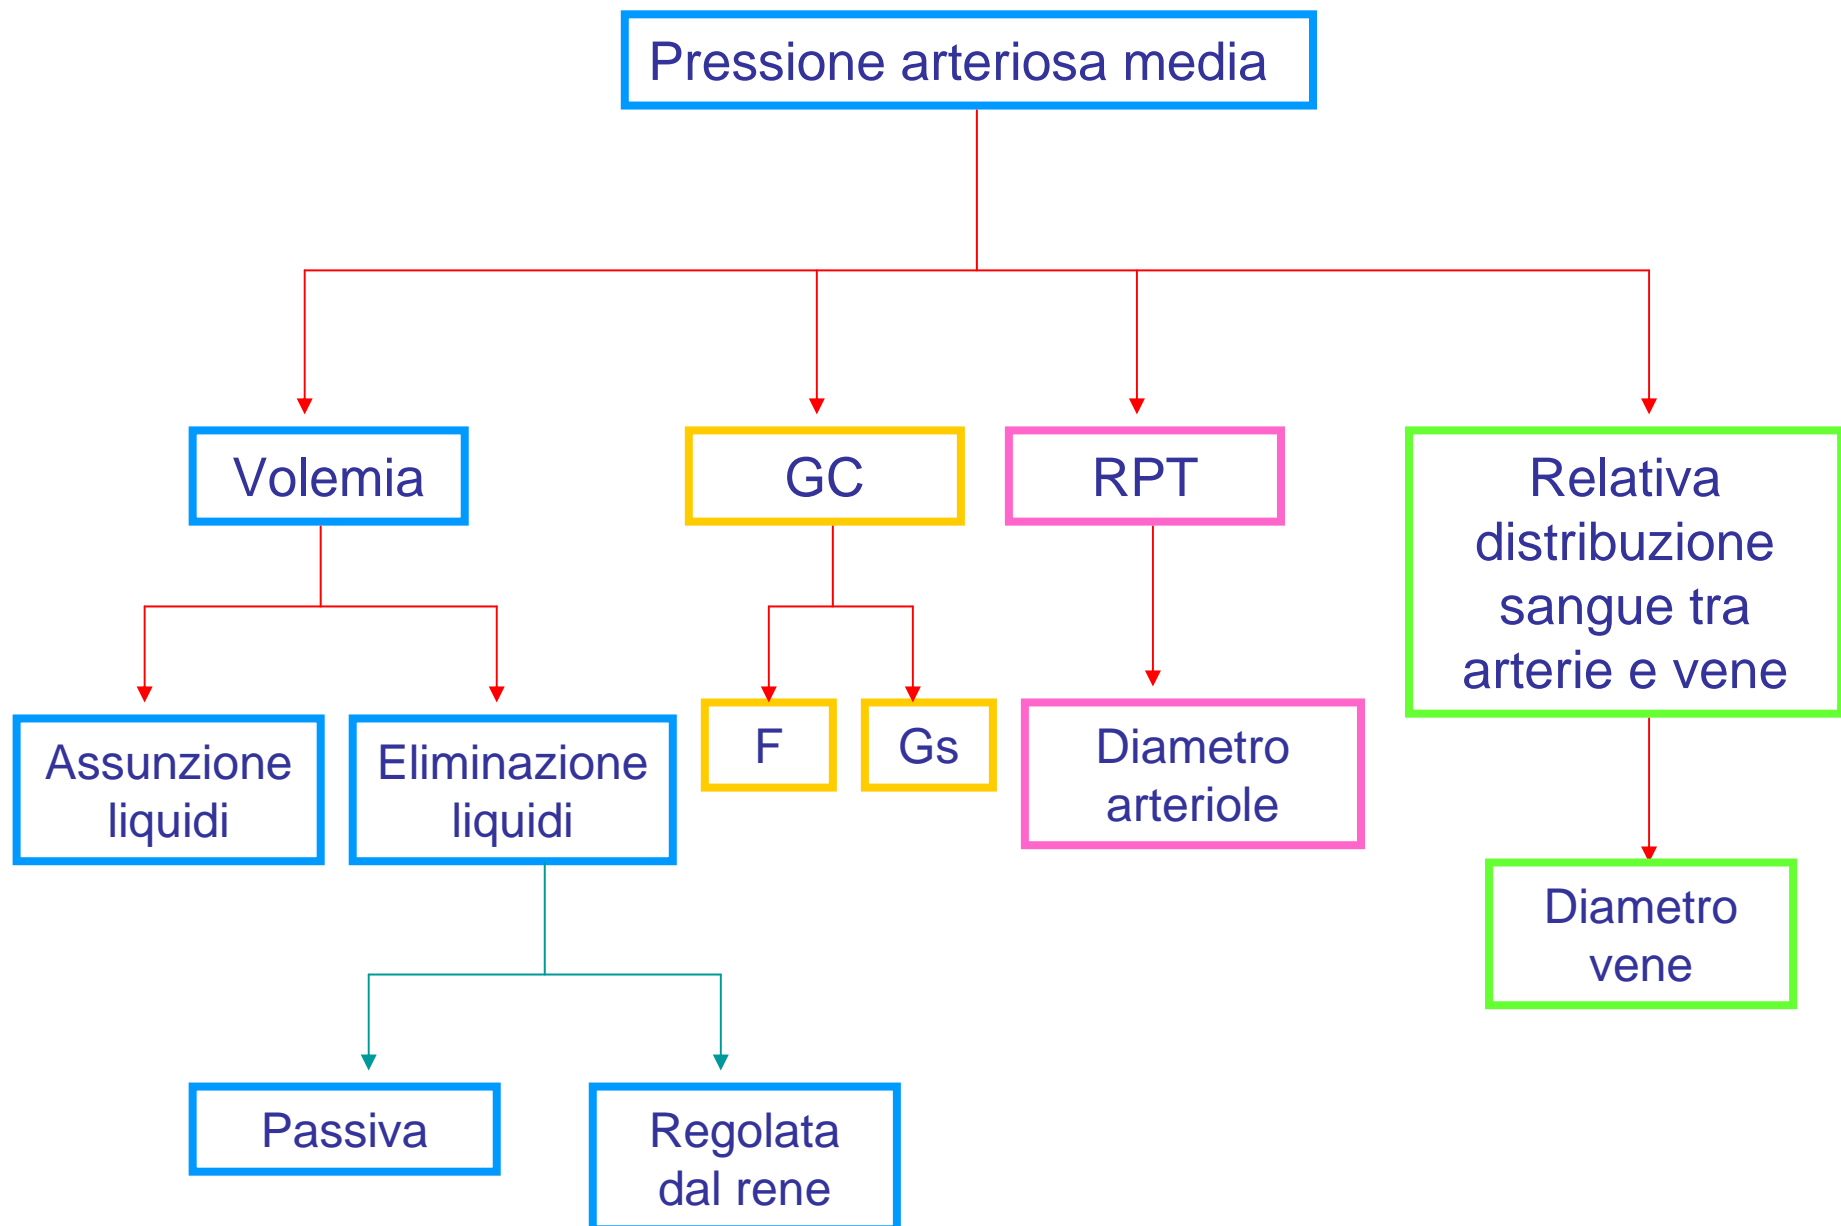 Pressione arteriosa media
Volemia
GC
RPT
Relativa
distribuzione
sangue tra
arterie e vene
Assunzione
liquidi
Eliminazione
liquidi
F
Gs
Diametro
arteriole
Diametro
vene
Passiva
Regolata
dal rene